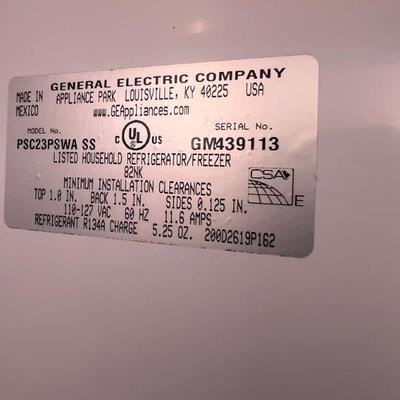 GENERAL ELECTRIC COMPANY
MADE IN APPLIANCE PARK LOUISVILLE, KY 40225 USA
MEXICO www.GEAppliances.com
MODEL No. SERIAL No.
PSC23PSWA SS C UL US GM439113
LISTED HOUSEHOLD REFRIGERATOR/FREEZER
82NK
MINIMUM INSTALLATION CLEARANCES
TOP 1.0 IN. BACK 1.5 IN. SIDES 0.125 IN.
110-127 VAC 60 HZ 11.6 AMPS
REFRIGERANT R134A CHARGE 5.25 OZ. 200D2619P162
CSA
E